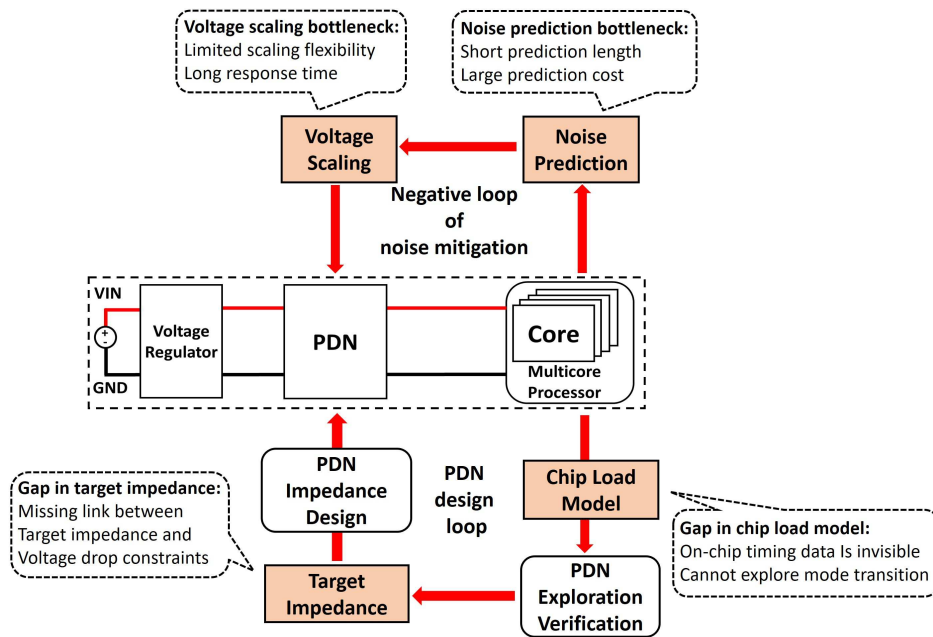 Voltage scaling bottleneck:
Limited scaling flexibility
Long response time
Noise prediction bottleneck:
Short prediction length
Large prediction cost
Voltage
Scaling
Noise
Prediction
Negative loop
of
noise mitigation
VIN
+
-
GND
Voltage
Regulator
PDN
Core
Multicore
Processor
PDN
Impedance
Design
PDN
design
loop
Chip Load
Model
Gap in target impedance:
Missing link between
Target impedance and
Voltage drop constraints
Gap in chip load model:
On-chip timing data Is invisible
Cannot explore mode transition
Target
Impedance
PDN
Exploration
Verification